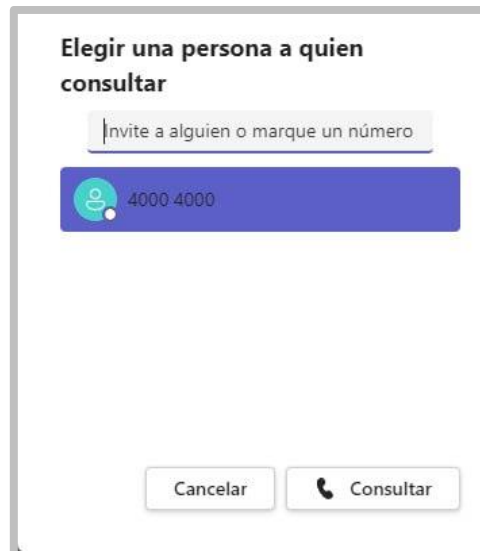 Elegir una persona a quien
consultar
Invite a alguien o marque un número
4000 4000
Cancelar
Consultar